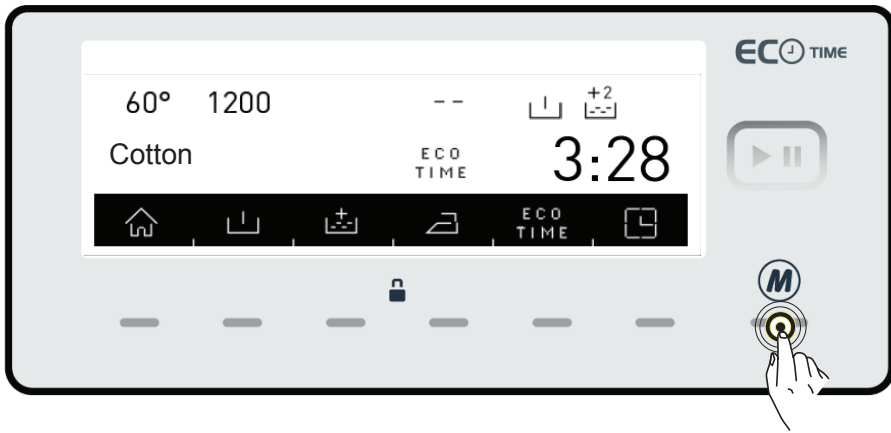 ECO TIME
60° 1200 -- +2
Cotton ECO TIME 3:28
+ ECO TIME
M